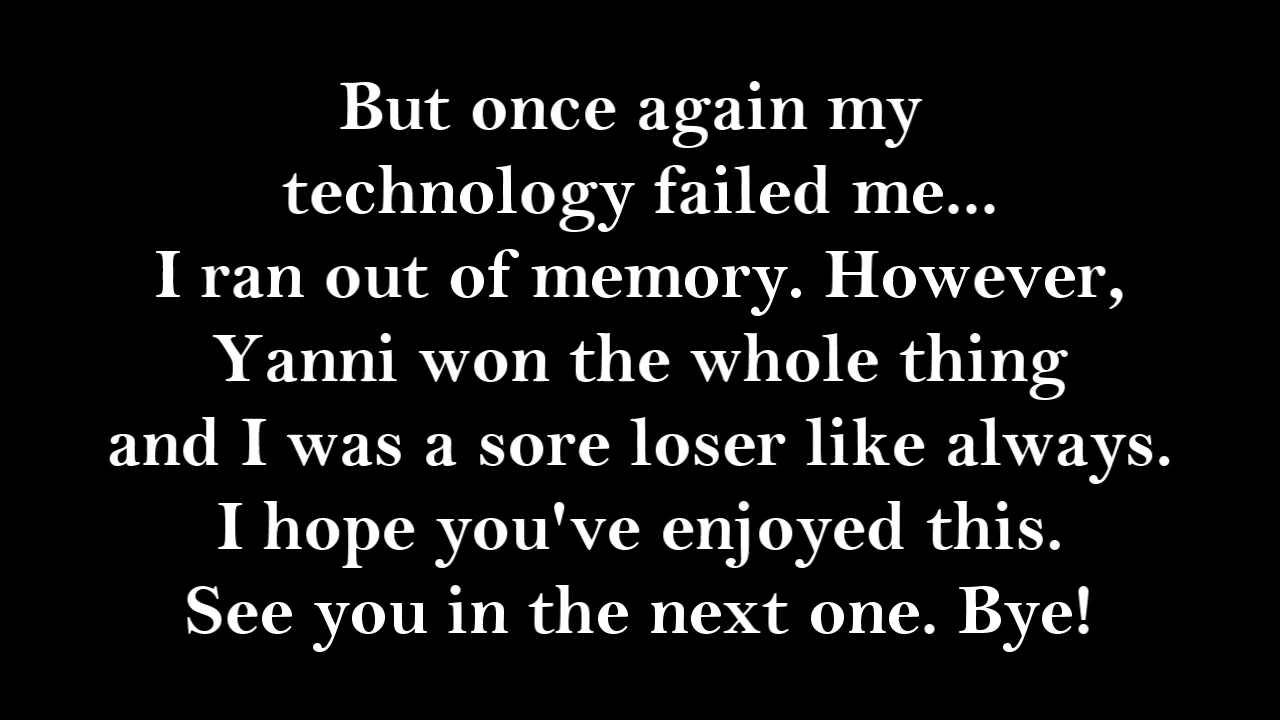 But once again my
technology failed me...
I ran out of memory. However,
Yanni won the whole thing
and I was a sore loser like always.
I hope you've enjoyed this.
See you in the next one. Bye!